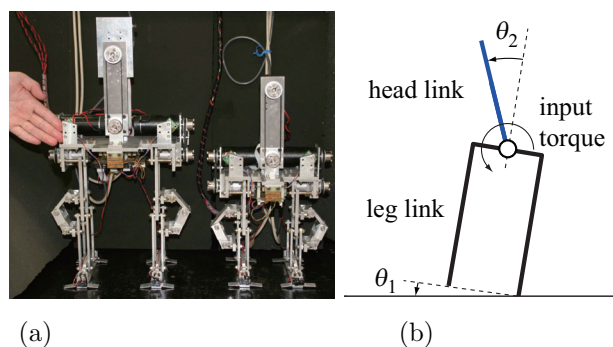 θ₂
head link
input
torque
leg link
θ₁
(a)
(b)